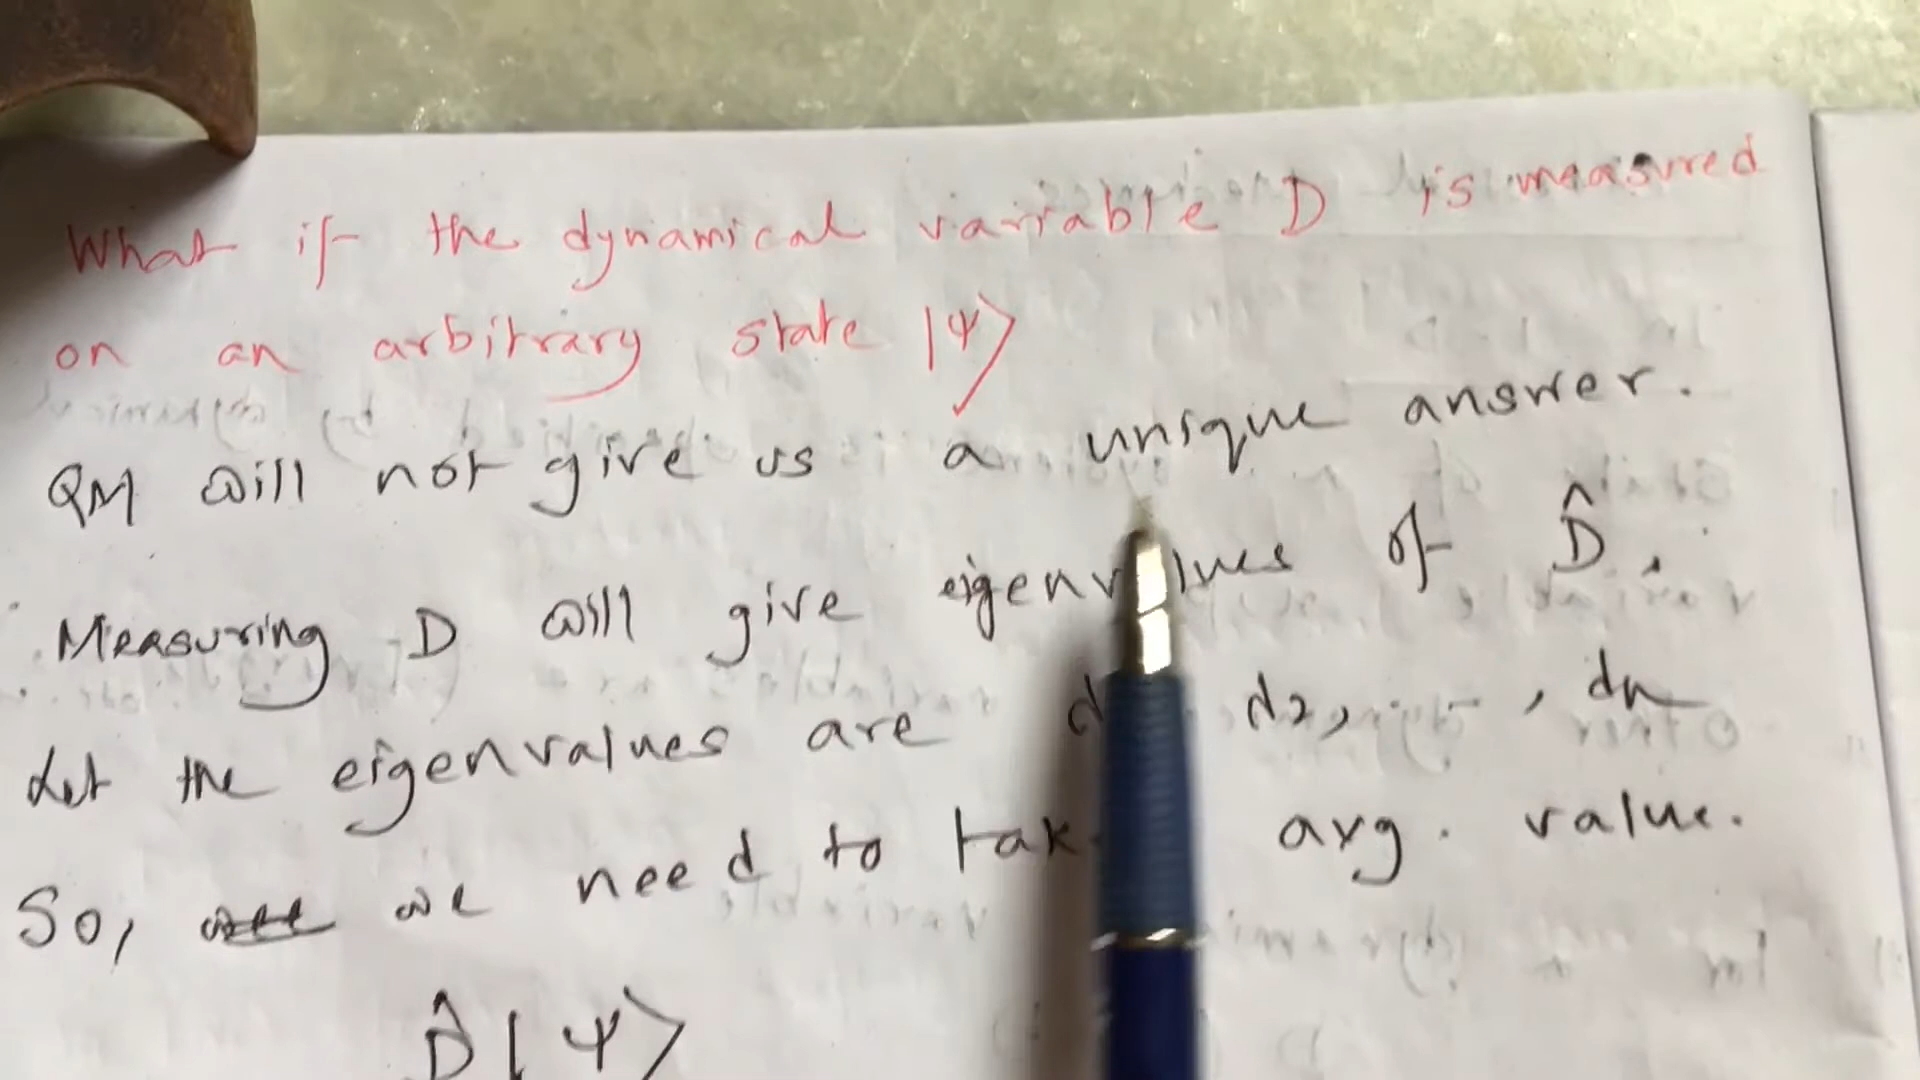 What if the dynamical variable D is measured
on an arbitrary state |Ψ⟩
QM will not give us a unique answer.
Measuring D will give eigenvalues of D̂.
Let the eigenvalues are d d2, . . . , dn
So, we need to tak avg. value.
D̂|Ψ⟩